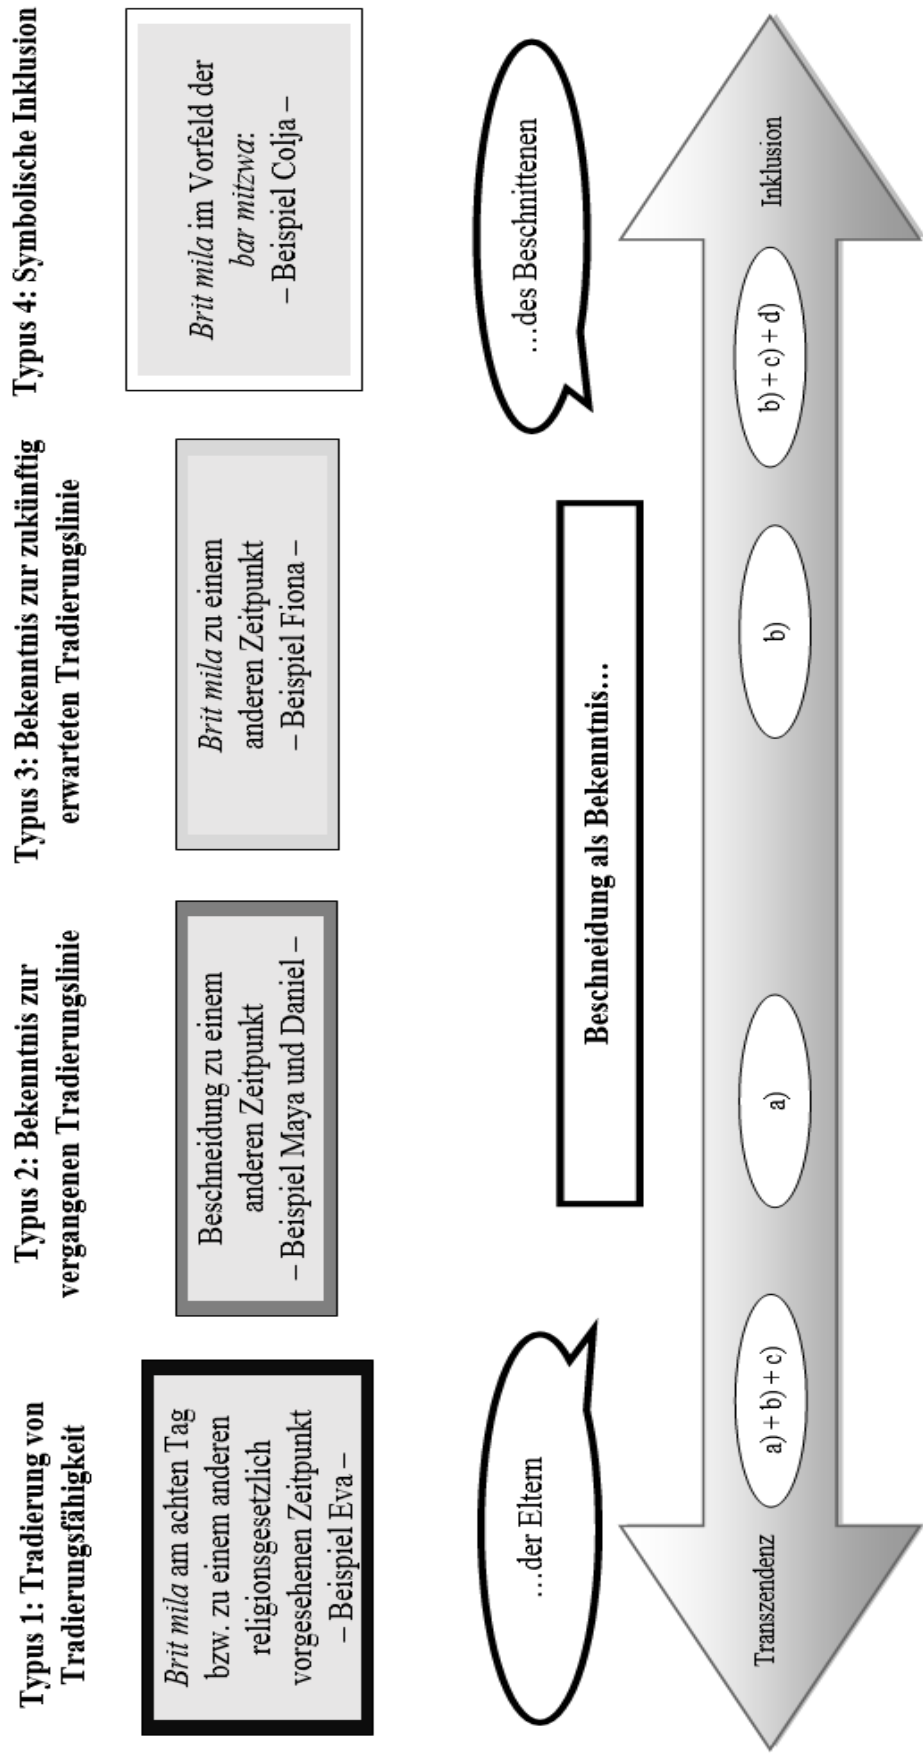 Typus 1: Tradierung von
Tradierungsfähigkeit
Typus 2: Bekenntnis zur
vergangenen Tradierungslinie
Typus 3: Bekenntnis zur zukünftig
erwarteten Tradierungslinie
Typus 4: Symbolische Inklusion
Brit mila am achten Tag
bzw. zu einem anderen
religionsgesetzlich
vorgesehenen Zeitpunkt
– Beispiel Eva –
Beschneidung zu einem
anderen Zeitpunkt
– Beispiel Maya und Daniel –
Brit mila zu einem
anderen Zeitpunkt
– Beispiel Fiona –
Brit mila im Vorfeld der
bar mitzwa:
– Beispiel Colja –
…der Eltern
Beschneidung als Bekenntnis…
…des Beschnittenen
Transzendenz
a) + b) + c)
a)
b)
b) + c) + d)
Inklusion